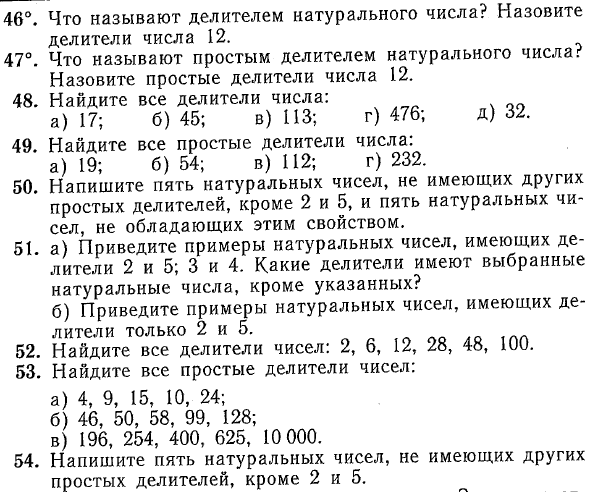 46°. Что называют делителем натурального числа? Назовите
делители числа 12.
47°. Что называют простым делителем натурального числа?
Назовите простые делители числа 12.
48. Найдите все делители числа:
а) 17; б) 45; в) 113; г) 476; д) 32.
49. Найдите все простые делители числа:
а) 19; б) 54; в) 112; г) 232.
50. Напишите пять натуральных чисел, не имеющих других
простых делителей, кроме 2 и 5, и пять натуральных чи-
сел, не обладающих этим свойством.
51. а) Приведите примеры натуральных чисел, имеющих де-
лители 2 и 5; 3 и 4. Какие делители имеют выбранные
натуральные числа, кроме указанных?
б) Приведите примеры натуральных чисел, имеющих де-
лители только 2 и 5.
52. Найдите все делители чисел: 2, 6, 12, 28, 48, 100.
53. Найдите все простые делители чисел:
а) 4, 9, 15, 10, 24;
б) 46, 50, 58, 99, 128;
в) 196, 254, 400, 625, 10 000.
54. Напишите пять натуральных чисел, не имеющих других
простых делителей, кроме 2 и 5.